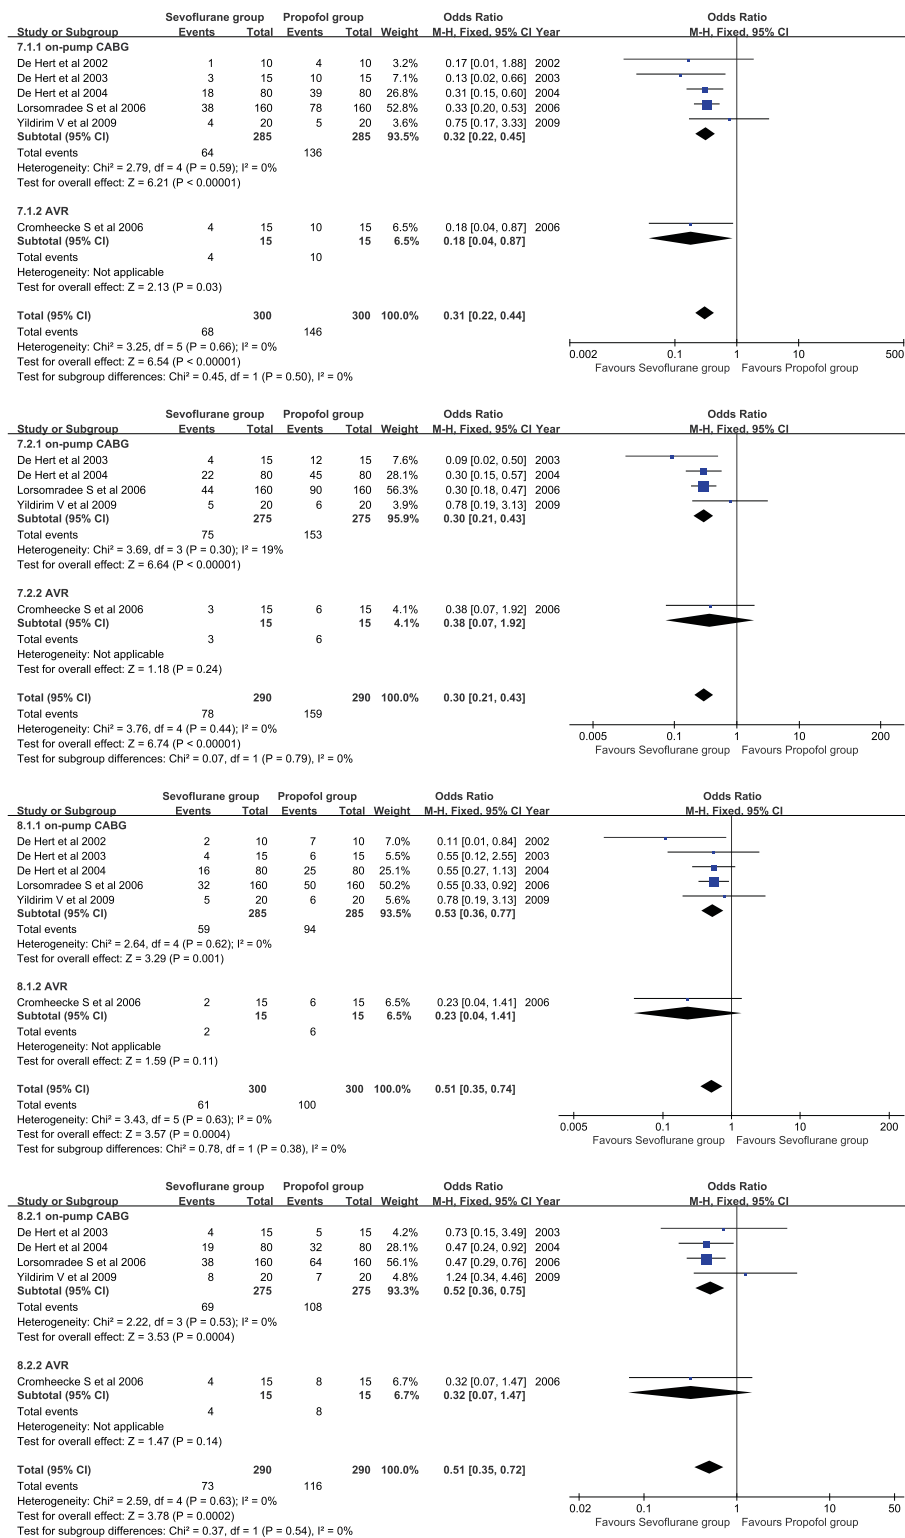 Sevoflurane group Propofol group Odds Ratio Odds Ratio
Study or Subgroup Events Total Events Total Weight M-H, Fixed, 95% CI Year M-H, Fixed, 95% CI
7.1.1 on-pump CABG
De Hert et al 2002 1 10 4 10 3.2% 0.17 [0.01, 1.88] 2002
De Hert et al 2003 3 15 10 15 7.1% 0.13 [0.02, 0.66] 2003
De Hert et al 2004 18 80 39 80 26.8% 0.31 [0.15, 0.60] 2004
Lorsomradee S et al 2006 38 160 78 160 52.8% 0.33 [0.20, 0.53] 2006
Yildirim V et al 2009 4 20 5 20 3.6% 0.75 [0.17, 3.33] 2009
Subtotal (95% CI) 285 285 93.5% 0.32 [0.22, 0.45]
Total events 64 136
Heterogeneity: Chi² = 2.79, df = 4 (P = 0.59); I² = 0%
Test for overall effect: Z = 6.21 (P < 0.00001)
7.1.2 AVR
Cromheecke S et al 2006 4 15 10 15 6.5% 0.18 [0.04, 0.87] 2006
Subtotal (95% CI) 15 15 6.5% 0.18 [0.04, 0.87]
Total events 4 10
Heterogeneity: Not applicable
Test for overall effect: Z = 2.13 (P = 0.03)
Total (95% CI) 300 300 100.0% 0.31 [0.22, 0.44]
Total events 68 146
Heterogeneity: Chi² = 3.25, df = 5 (P = 0.66); I² = 0%
Test for overall effect: Z = 6.54 (P < 0.00001)
Test for subgroup differences: Chi² = 0.45, df = 1 (P = 0.50), I² = 0%
0.002 0.1 1 10 500
Favours Sevoflurane group Favours Propofol group
Sevoflurane group Propofol group Odds Ratio Odds Ratio
Study or Subgroup Events Total Events Total Weight M-H, Fixed, 95% CI Year M-H, Fixed, 95% CI
7.2.1 on-pump CABG
De Hert et al 2003 4 15 12 15 7.6% 0.09 [0.02, 0.50] 2003
De Hert et al 2004 22 80 45 80 28.1% 0.30 [0.15, 0.57] 2004
Lorsomradee S et al 2006 44 160 90 160 56.3% 0.30 [0.18, 0.47] 2006
Yildirim V et al 2009 5 20 6 20 3.9% 0.78 [0.19, 3.13] 2009
Subtotal (95% CI) 275 275 95.9% 0.30 [0.21, 0.43]
Total events 75 153
Heterogeneity: Chi² = 3.69, df = 3 (P = 0.30); I² = 19%
Test for overall effect: Z = 6.64 (P < 0.00001)
7.2.2 AVR
Cromheecke S et al 2006 3 15 6 15 4.1% 0.38 [0.07, 1.92] 2006
Subtotal (95% CI) 15 15 4.1% 0.38 [0.07, 1.92]
Total events 3 6
Heterogeneity: Not applicable
Test for overall effect: Z = 1.18 (P = 0.24)
Total (95% CI) 290 290 100.0% 0.30 [0.21, 0.43]
Total events 78 159
Heterogeneity: Chi² = 3.76, df = 4 (P = 0.44); I² = 0%
Test for overall effect: Z = 6.74 (P < 0.00001)
Test for subgroup differences: Chi² = 0.07, df = 1 (P = 0.79), I² = 0%
0.005 0.1 1 10 200
Favours Sevoflurane group Favours Propofol group
Sevoflurane group Propofol group Odds Ratio Odds Ratio
Study or Subgroup Events Total Events Total Weight M-H, Fixed, 95% CI Year M-H, Fixed, 95% CI
8.1.1 on-pump CABG
De Hert et al 2002 2 10 7 10 7.0% 0.11 [0.01, 0.84] 2002
De Hert et al 2003 4 15 6 15 5.5% 0.55 [0.12, 2.55] 2003
De Hert et al 2004 16 80 25 80 25.1% 0.55 [0.27, 1.13] 2004
Lorsomradee S et al 2006 32 160 50 160 50.2% 0.55 [0.33, 0.92] 2006
Yildirim V et al 2009 5 20 6 20 5.6% 0.78 [0.19, 3.13] 2009
Subtotal (95% CI) 285 285 93.5% 0.53 [0.36, 0.77]
Total events 59 94
Heterogeneity: Chi² = 2.64, df = 4 (P = 0.62); I² = 0%
Test for overall effect: Z = 3.29 (P = 0.001)
8.1.2 AVR
Cromheecke S et al 2006 2 15 6 15 6.5% 0.23 [0.04, 1.41] 2006
Subtotal (95% CI) 15 15 6.5% 0.23 [0.04, 1.41]
Total events 2 6
Heterogeneity: Not applicable
Test for overall effect: Z = 1.59 (P = 0.11)
Total (95% CI) 300 300 100.0% 0.51 [0.35, 0.74]
Total events 61 100
Heterogeneity: Chi² = 3.43, df = 5 (P = 0.63); I² = 0%
Test for overall effect: Z = 3.57 (P = 0.0004)
Test for subgroup differences: Chi² = 0.78, df = 1 (P = 0.38), I² = 0%
0.005 0.1 1 10 200
Favours Sevoflurane group Favours Sevoflurane group
Sevoflurane group Propofol group Odds Ratio Odds Ratio
Study or Subgroup Events Total Events Total Weight M-H, Fixed, 95% CI Year M-H, Fixed, 95% CI
8.2.1 on-pump CABG
De Hert et al 2003 4 15 5 15 4.2% 0.73 [0.15, 3.49] 2003
De Hert et al 2004 19 80 32 80 28.1% 0.47 [0.24, 0.92] 2004
Lorsomradee S et al 2006 38 160 64 160 56.1% 0.47 [0.29, 0.76] 2006
Yildirim V et al 2009 8 20 7 20 4.8% 1.24 [0.34, 4.46] 2009
Subtotal (95% CI) 275 275 93.3% 0.52 [0.36, 0.75]
Total events 69 108
Heterogeneity: Chi² = 2.22, df = 3 (P = 0.53); I² = 0%
Test for overall effect: Z = 3.53 (P = 0.0004)
8.2.2 AVR
Cromheecke S et al 2006 4 15 8 15 6.7% 0.32 [0.07, 1.47] 2006
Subtotal (95% CI) 15 15 6.7% 0.32 [0.07, 1.47]
Total events 4 8
Heterogeneity: Not applicable
Test for overall effect: Z = 1.47 (P = 0.14)
Total (95% CI) 290 290 100.0% 0.51 [0.35, 0.72]
Total events 73 116
Heterogeneity: Chi² = 2.59, df = 4 (P = 0.63); I² = 0%
Test for overall effect: Z = 3.78 (P = 0.0002)
Test for subgroup differences: Chi² = 0.37, df = 1 (P = 0.54), I² = 0%
0.02 0.1 1 10 50
Favours Sevoflurane group Favours Propofol group